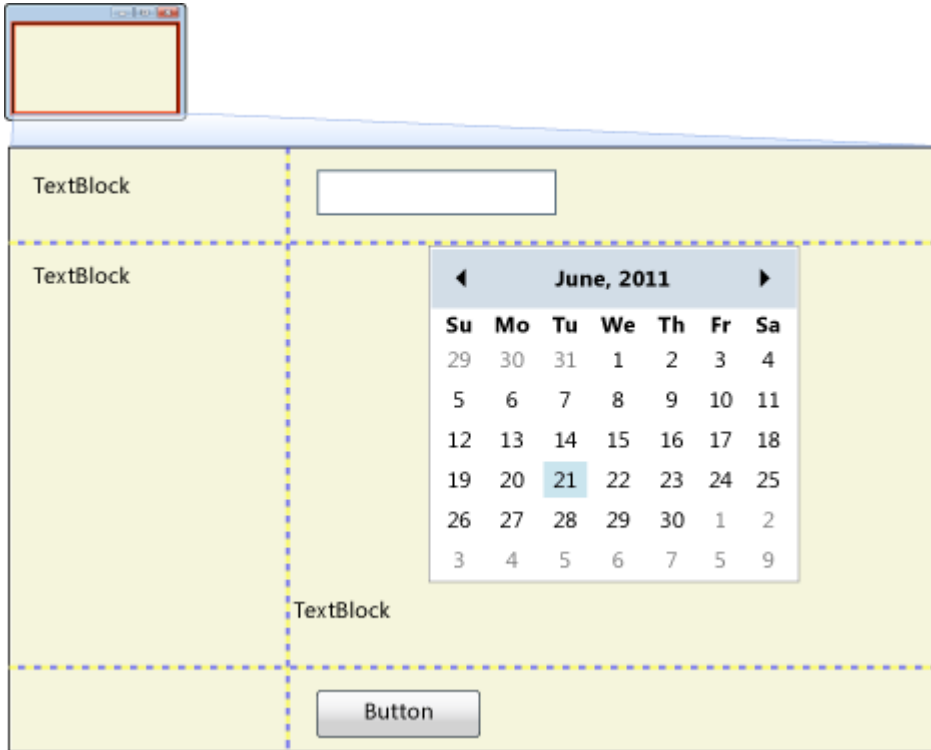 TextBlock
TextBlock
June, 2011
Su Mo Tu We Th Fr Sa
29 30 31 1 2 3 4
5 6 7 8 9 10 11
12 13 14 15 16 17 18
19 20 21 22 23 24 25
26 27 28 29 30 1 2
3 4 5 6 7 5 9
TextBlock
Button